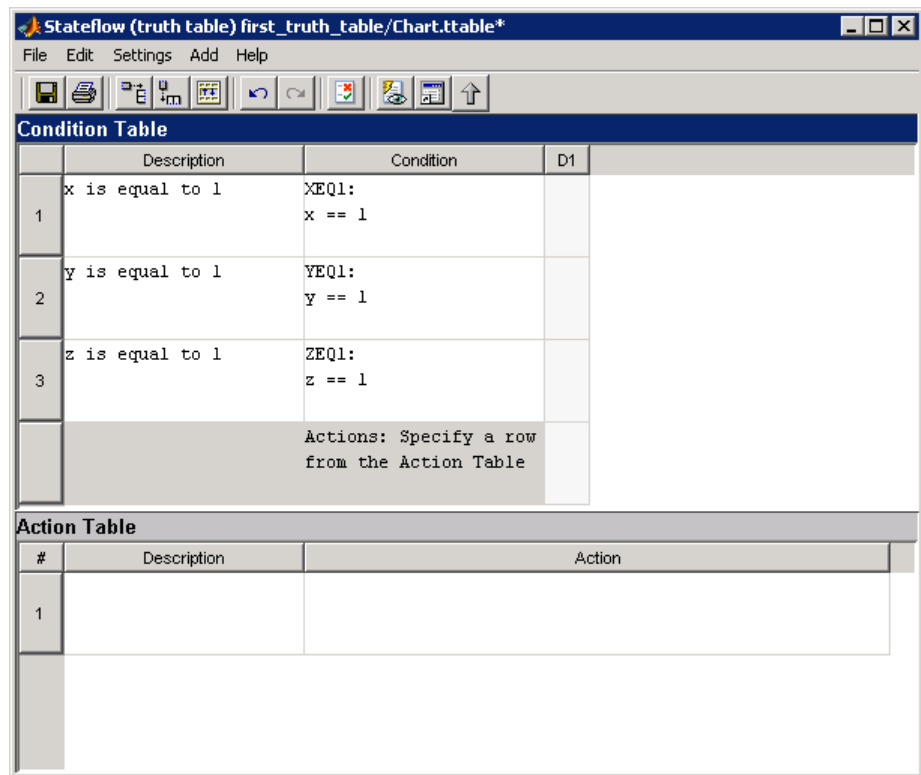 Stateflow (truth table) first_truth_table/Chart.ttable*
File Edit Settings Add Help
Condition Table
Description Condition D1
1 x is equal to 1 XEQ1:
x == 1
2 y is equal to 1 YEQ1:
y == 1
3 z is equal to 1 ZEQ1:
z == 1
Actions: Specify a row
from the Action Table
Action Table
# Description Action
1